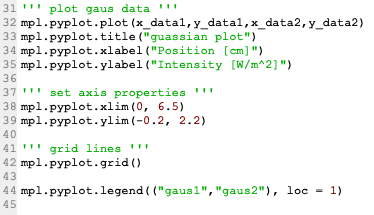 31 ''' plot gaus data '''
32 mpl.pyplot.plot(x_data1,y_data1,x_data2,y_data2)
33 mpl.pyplot.title("guassian plot")
34 mpl.pyplot.xlabel("Position [cm]")
35 mpl.pyplot.ylabel("Intensity [W/m^2]")
36
37 ''' set axis properties '''
38 mpl.pyplot.xlim(0, 6.5)
39 mpl.pyplot.ylim(-0.2, 2.2)
40
41 ''' grid lines '''
42 mpl.pyplot.grid()
43
44 mpl.pyplot.legend(("gaus1","gaus2"), loc = 1)
45